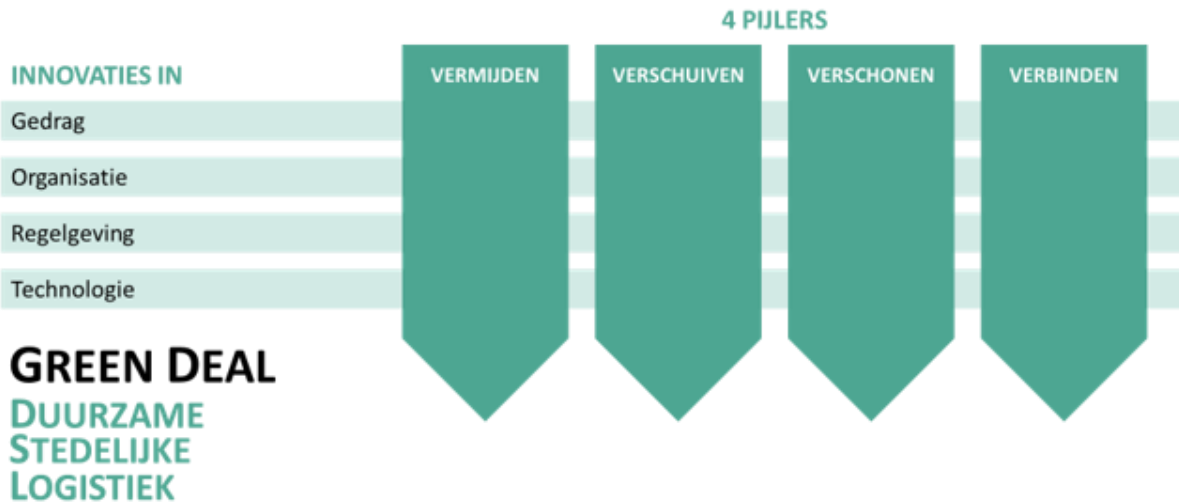 4 PIJLERS
INNOVATIES IN
VERMIJDEN
VERSCHUIVEN
VERSCHONEN
VERBINDEN
Gedrag
Organisatie
Regelgeving
Technologie
GREEN DEAL
DUURZAME
STEDELIJKE
LOGISTIEK